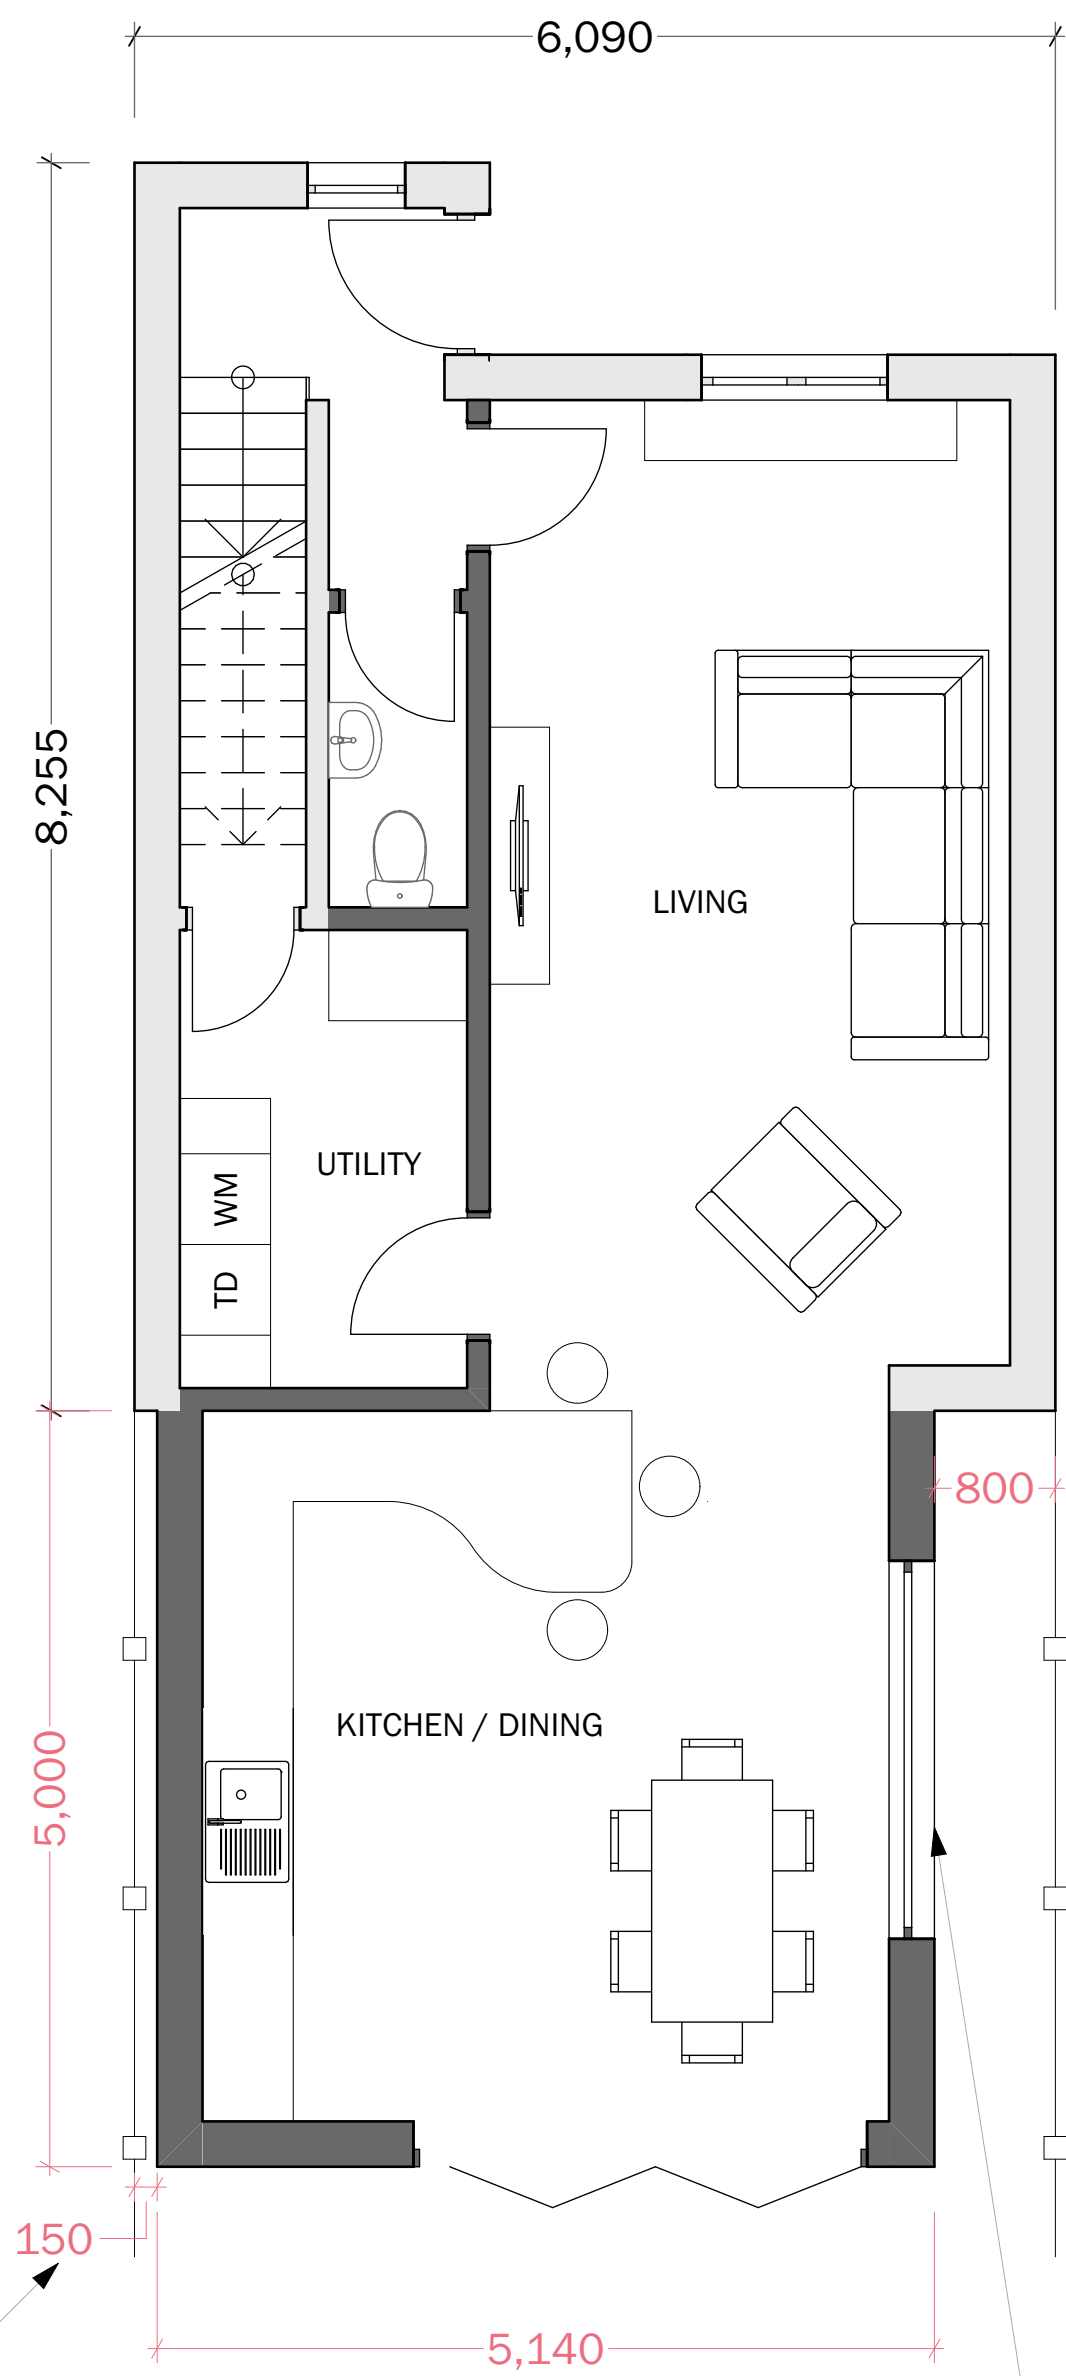 6,090
8,255
LIVING
UTILITY
WM
TD
800
KITCHEN / DINING
5,000
150
5,140